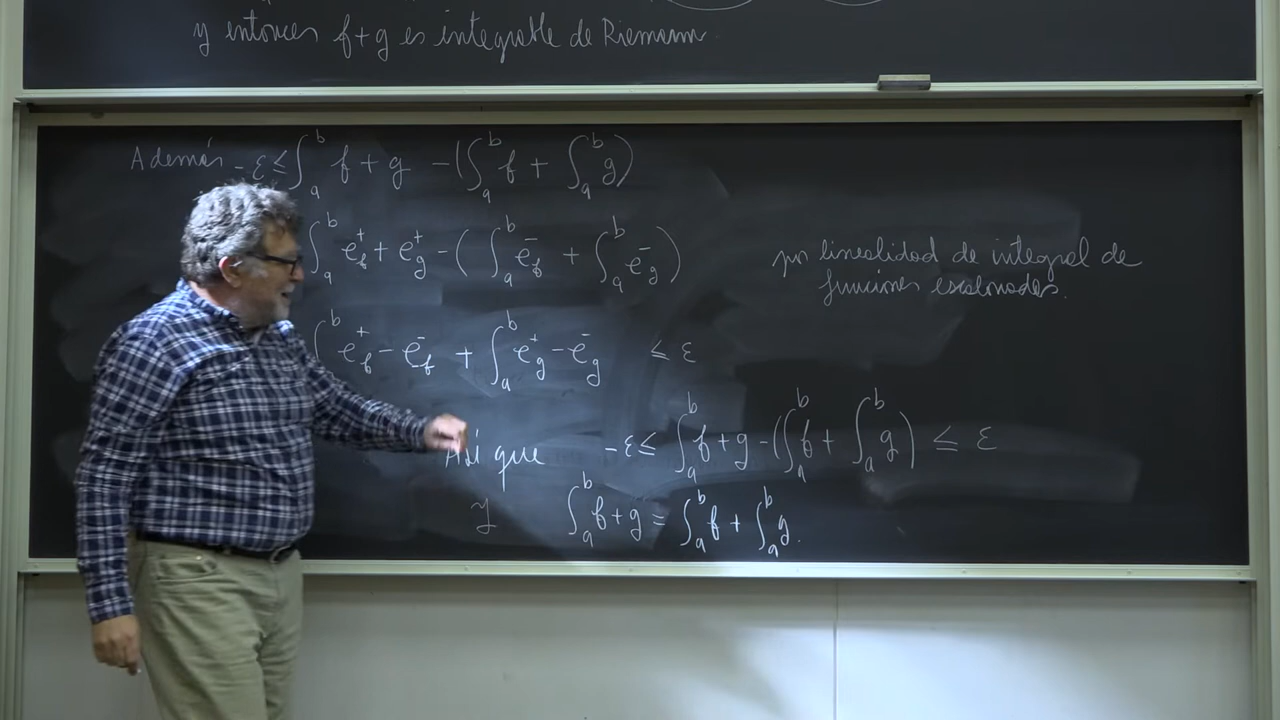 y entonces f+g es integrable de Riemann
Además -ε ≤ ∫_a^b f + g - (∫_a^b f + ∫_a^b g)
∫_a^b e_f^+ + e_g^+ - (∫_a^b e_f^- + ∫_a^b e_g^-)
por linealidad de integral de
funciones escalonadas.
∫_a^b e_f^+ - e_f^- + ∫_a^b e_g^+ - e_g^- ≤ ε
Así que -ε ≤ ∫_a^b f + g - (∫_a^b f + ∫_a^b g) ≤ ε
y ∫_a^b f + g = ∫_a^b f + ∫_a^b g.